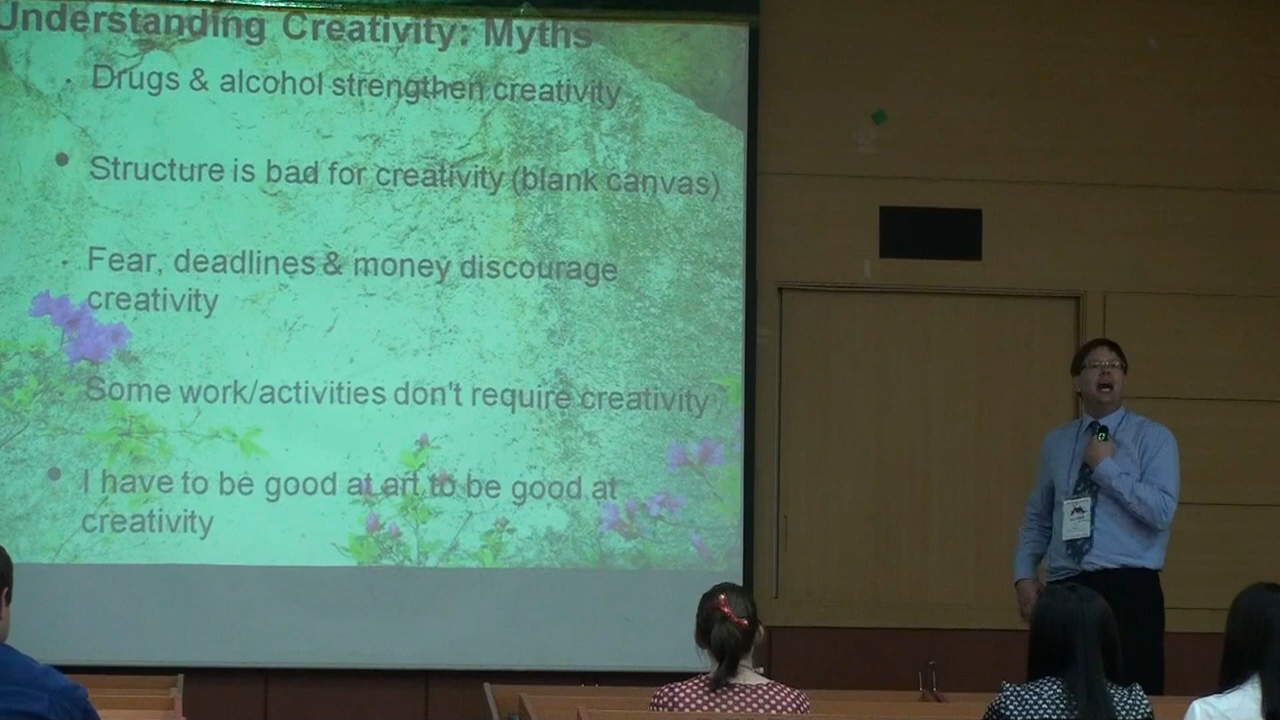 Understanding Creativity: Myths
Drugs & alcohol strengthen creativity
Structure is bad for creativity (blank canvas)
Fear, deadlines & money discourage
creativity
Some work/activities don't require creativity
I have to be good at art to be good at
creativity